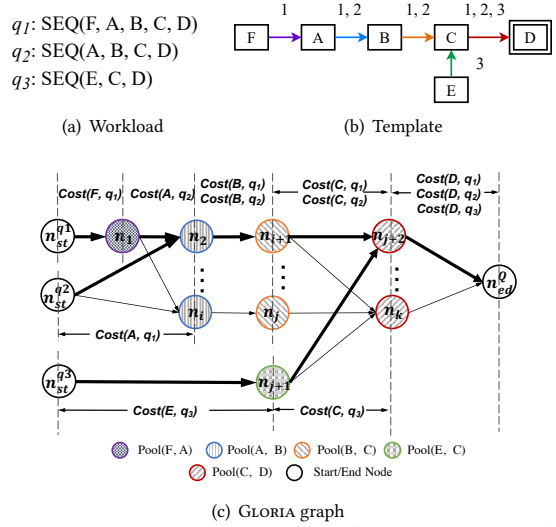 q1: SEQ(F, A, B, C, D)
q2: SEQ(A, B, C, D)
q3: SEQ(E, C, D)
(a) Workload
1
1, 2
1, 2
1, 2, 3
F
A
B
C
D
3
E
(b) Template
Cost(F, q1)
Cost(A, q2)
Cost(B, q1)
Cost(B, q2)
Cost(C, q1)
Cost(C, q2)
Cost(D, q1)
Cost(D, q2)
Cost(D, q3)
n_st^q1
n1
n2
n_i+1
n_j+2
n_st^q2
n_ed^Q
n_i
n_j
n_k
Cost(A, q1)
n_st^q3
n_j+1
Cost(E, q3)
Cost(C, q3)
Pool(F, A)
Pool(A, B)
Pool(B, C)
Pool(E, C)
Pool(C, D)
Start/End Node
(c) GLORIA graph